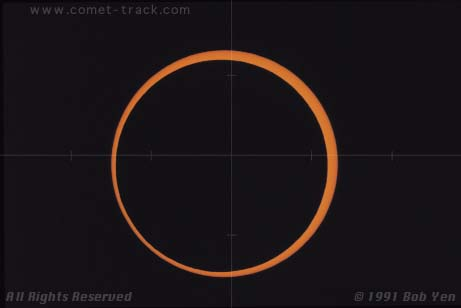 www.comet-track.com
All Rights Reserved
© 1991 Bob Yen